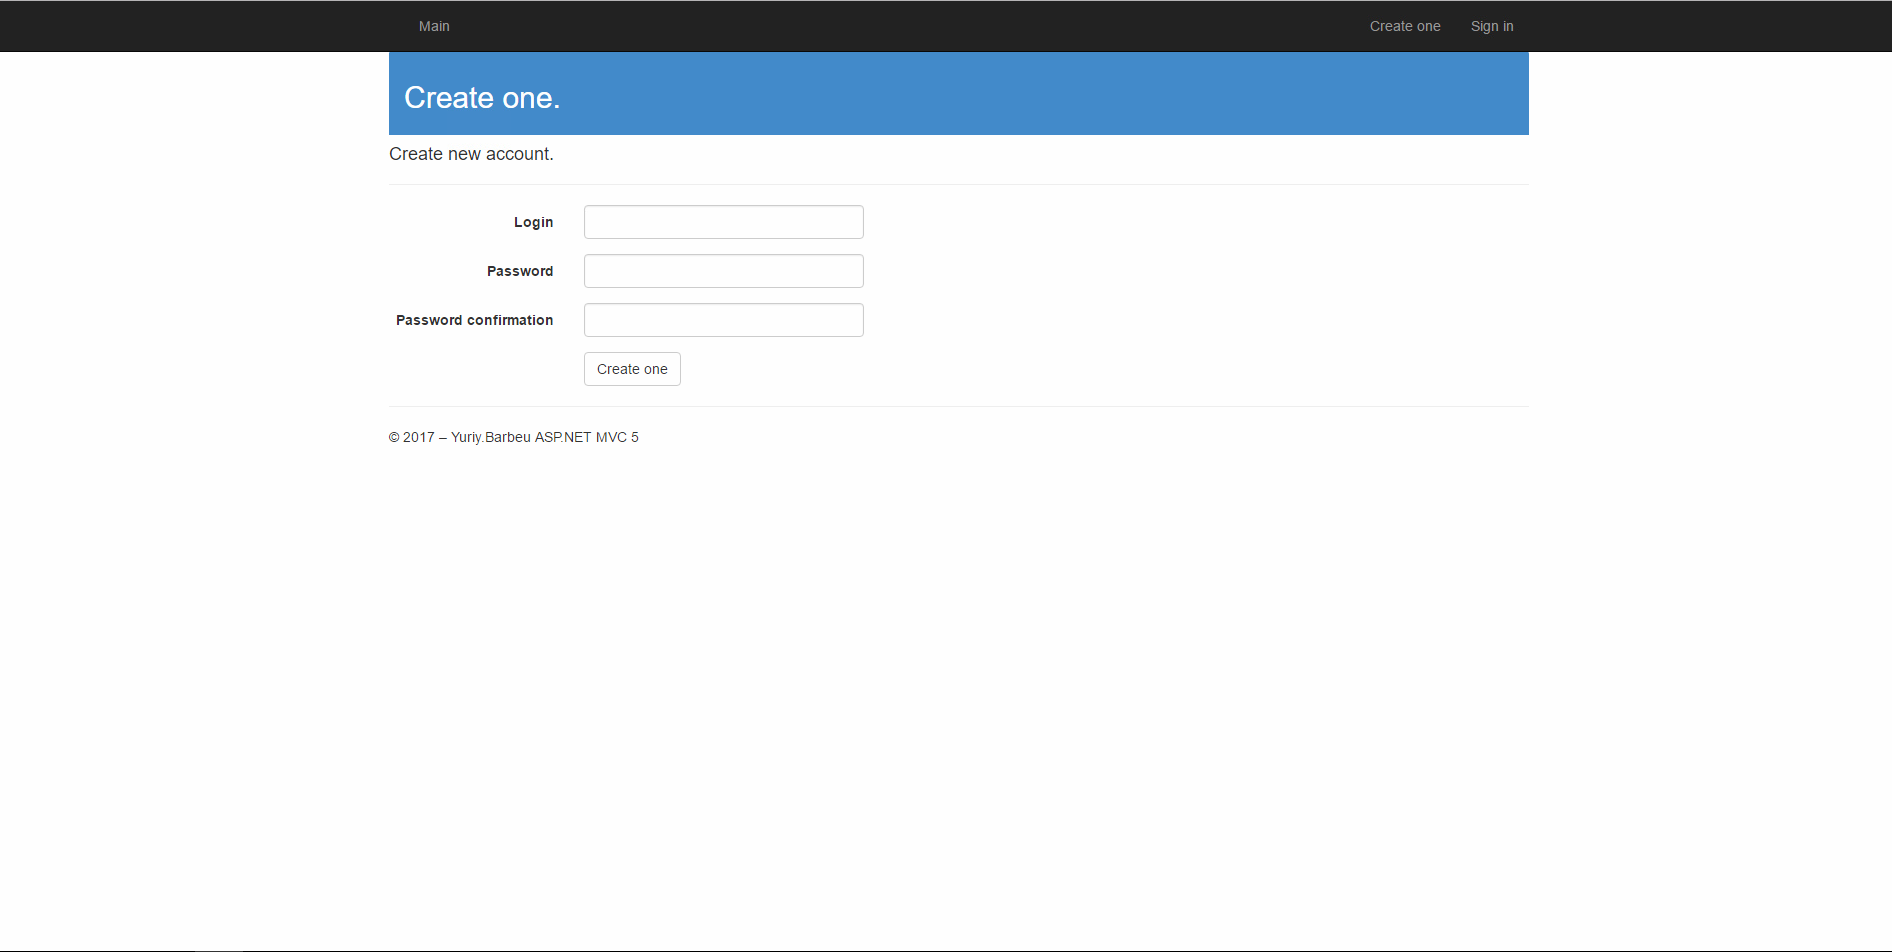 Main Create one Sign in
Create one.
Create new account.
Login
Password
Password confirmation
Create one
© 2017 – Yuriy.Barbeu ASP.NET MVC 5